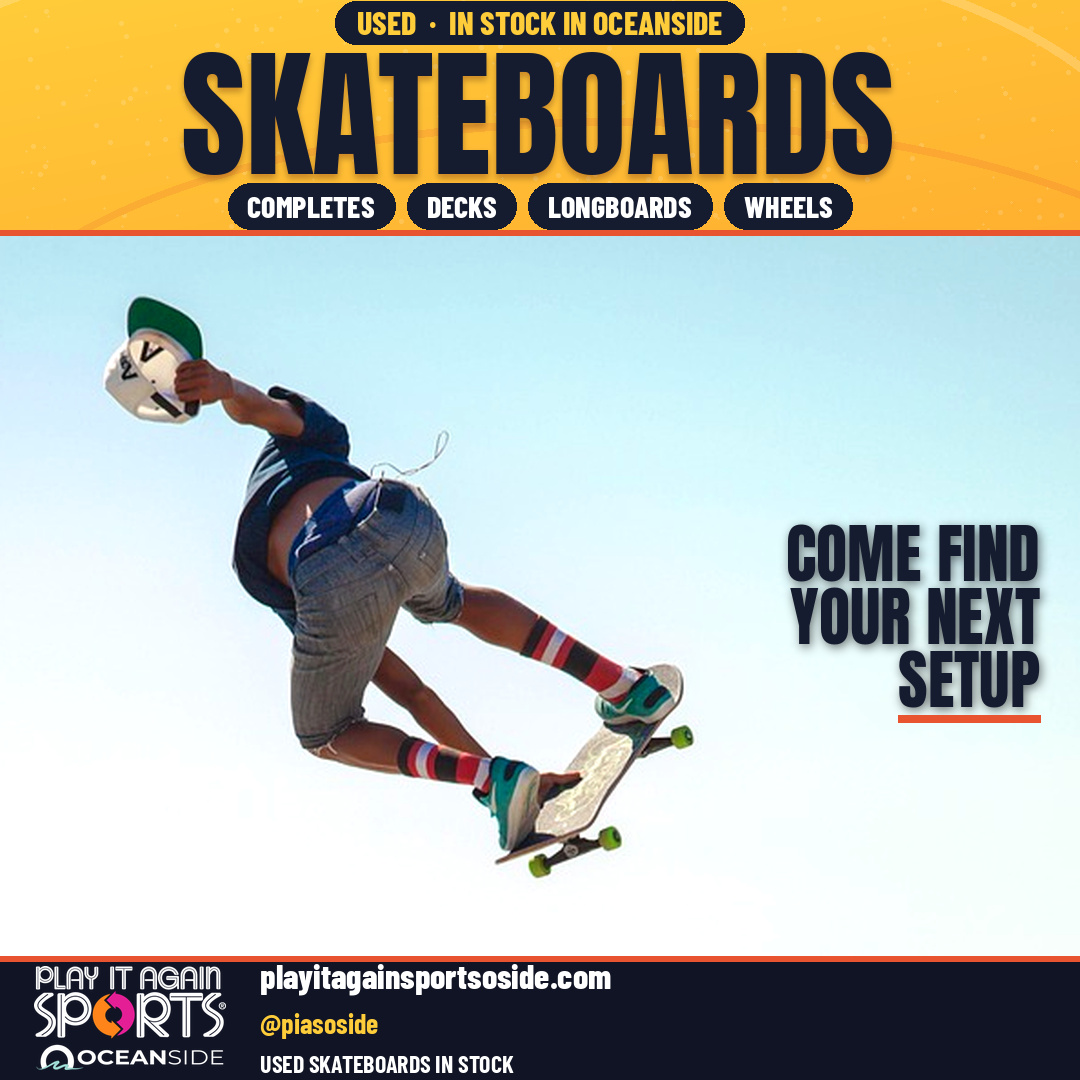 USED · IN STOCK IN OCEANSIDE
SKATEBOARDS
COMPLETES DECKS LONGBOARDS WHEELS
COME FIND
YOUR NEXT
SETUP
PLAY IT AGAIN
SPORTS®
OCEANSIDE
playitagainsportsoside.com
@piasoside
USED SKATEBOARDS IN STOCK